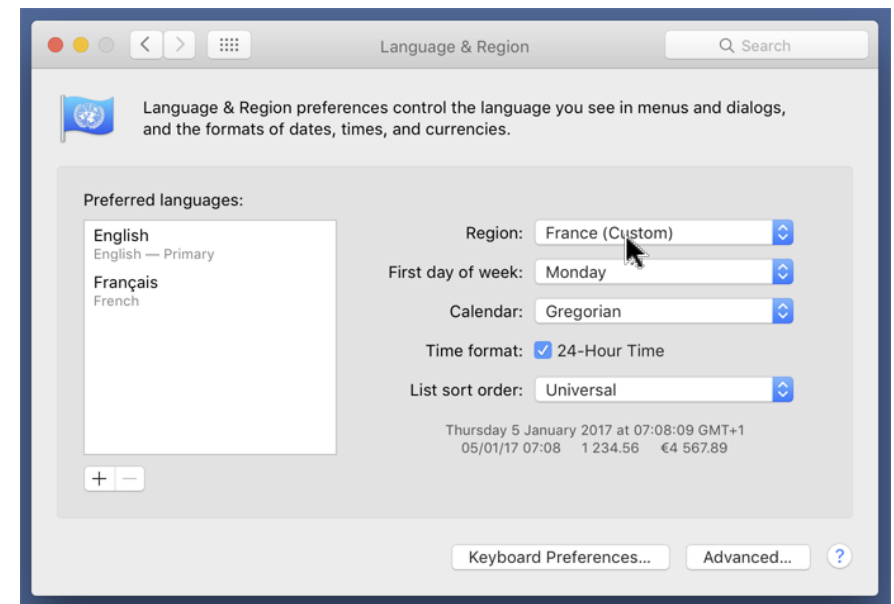 Language & Region
Search
Language & Region preferences control the language you see in menus and dialogs,
and the formats of dates, times, and currencies.
Preferred languages:
English
English — Primary
Français
French
Region: France (Custom)
First day of week: Monday
Calendar: Gregorian
Time format: 24-Hour Time
List sort order: Universal
Thursday 5 January 2017 at 07:08:09 GMT+1
05/01/17 07:08 1 234.56 €4 567.89
+ −
Keyboard Preferences... Advanced... ?